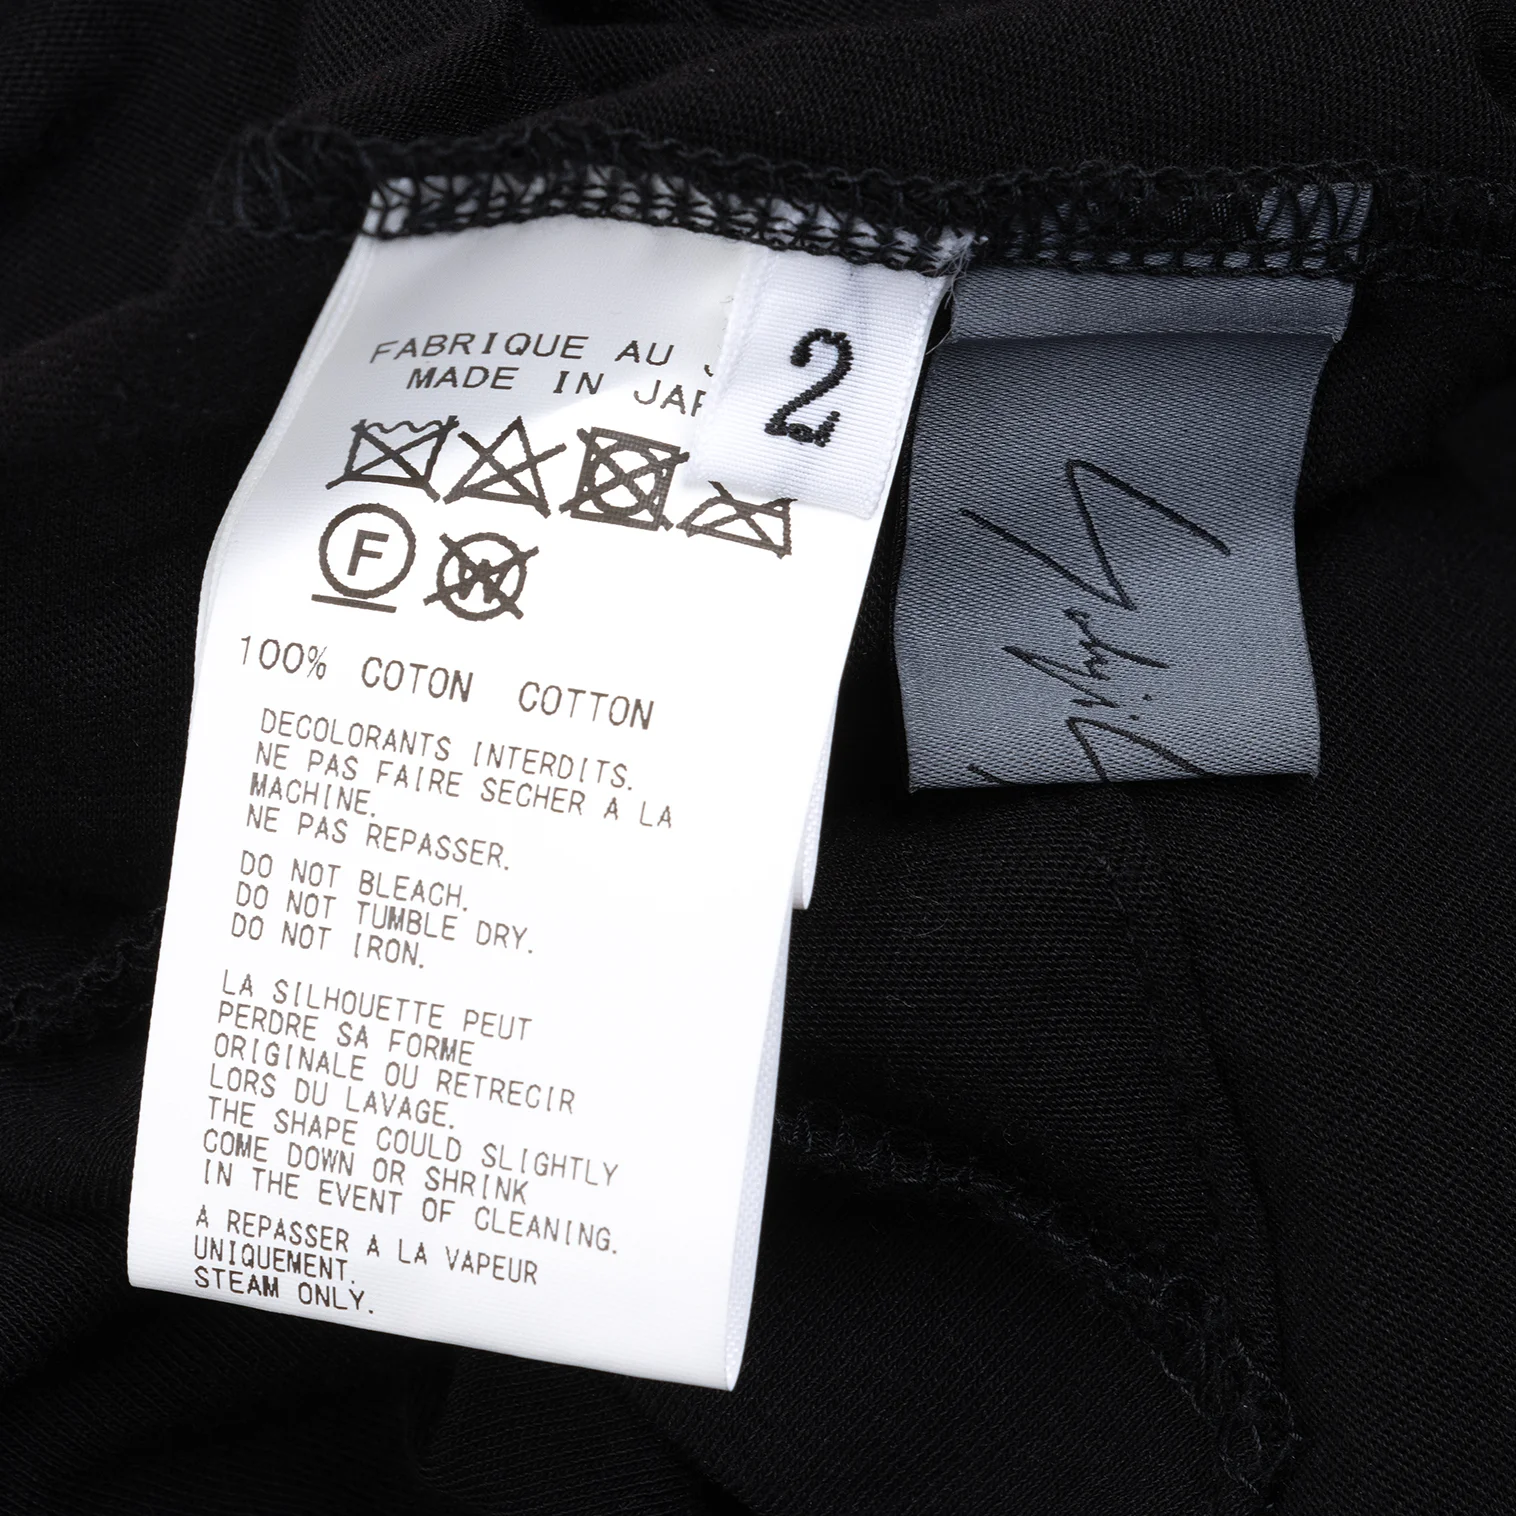 FABRIQUE AU
MADE IN JAP
2
F
W
100% COTON COTTON
DECOLORANTS INTERDITS.
NE PAS FAIRE SECHER A LA
MACHINE.
NE PAS REPASSER.
DO NOT BLEACH.
DO NOT TUMBLE DRY.
DO NOT IRON.
LA SILHOUETTE PEUT
PERDRE SA FORME
ORIGINALE OU RETRECIR
LORS DU LAVAGE.
THE SHAPE COULD SLIGHTLY
COME DOWN OR SHRINK
IN THE EVENT OF CLEANING.
A REPASSER A LA VAPEUR
UNIQUEMENT.
STEAM ONLY.